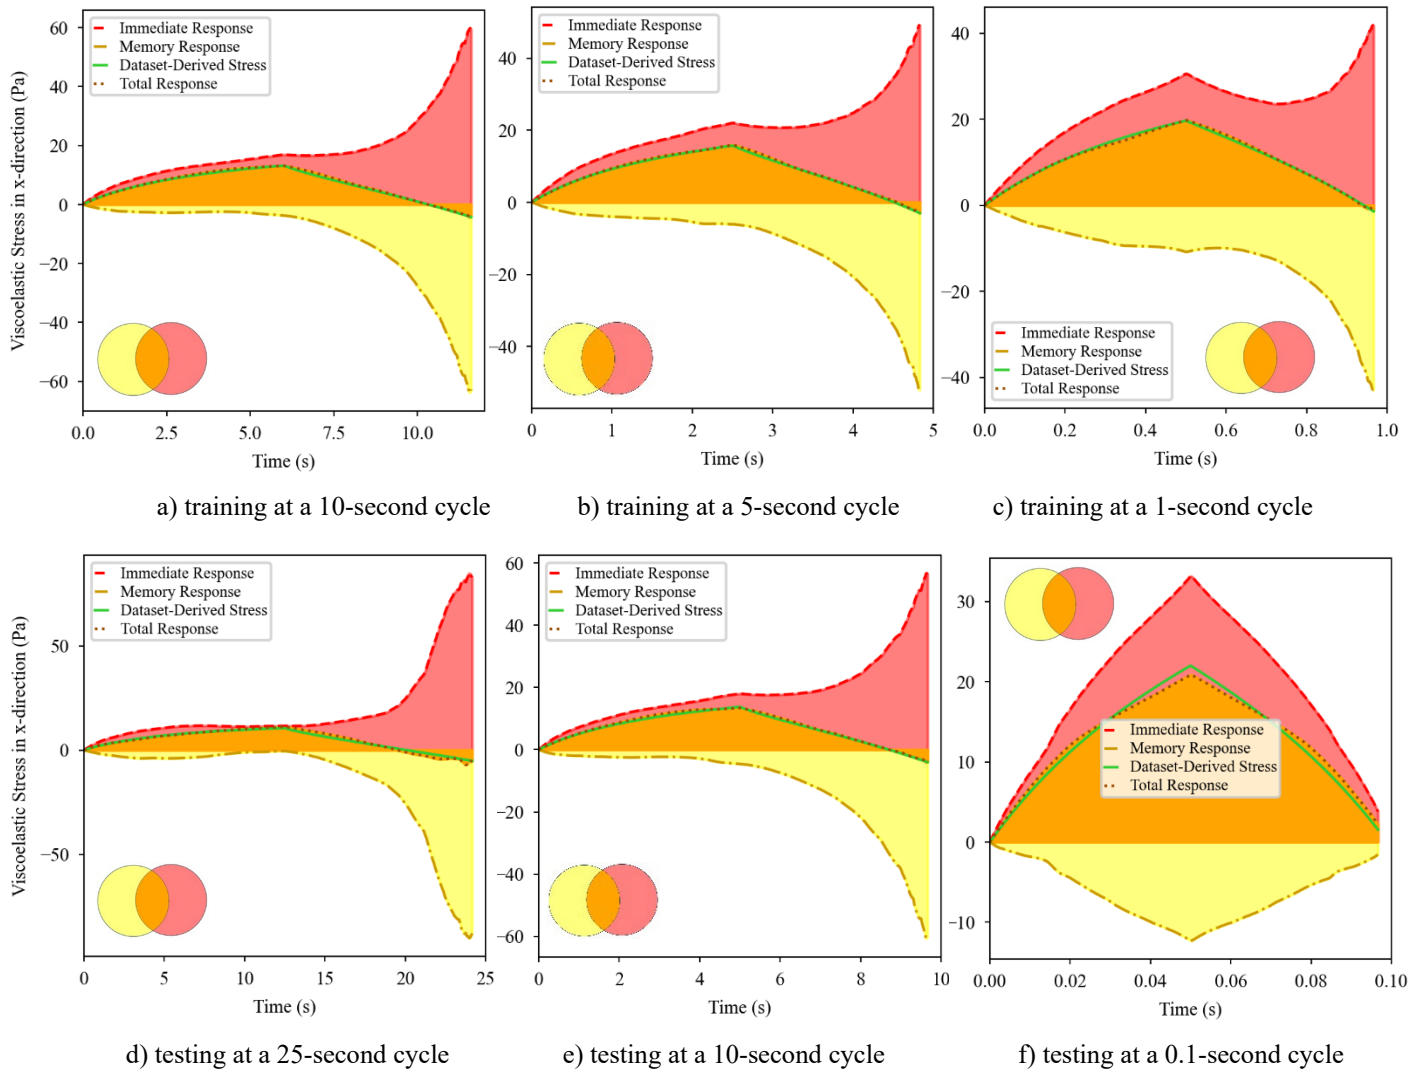 Viscoelastic Stress in x-direction (Pa)
60
40
20
0
−20
−40
−60
Immediate Response
Memory Response
Dataset-Derived Stress
Total Response
0.0 2.5 5.0 7.5 10.0
Time (s)
a) training at a 10-second cycle
40
20
0
−20
−40
Immediate Response
Memory Response
Dataset-Derived Stress
Total Response
0 1 2 3 4 5
Time (s)
b) training at a 5-second cycle
40
20
0
−20
−40
Immediate Response
Memory Response
Dataset-Derived Stress
Total Response
0.0 0.2 0.4 0.6 0.8 1.0
Time (s)
c) training at a 1-second cycle
Viscoelastic Stress in x-direction (Pa)
50
0
−50
Immediate Response
Memory Response
Dataset-Derived Stress
Total Response
0 5 10 15 20 25
Time (s)
d) testing at a 25-second cycle
60
40
20
0
−20
−40
−60
Immediate Response
Memory Response
Dataset-Derived Stress
Total Response
0 2 4 6 8 10
Time (s)
e) testing at a 10-second cycle
30
20
10
0
−10
Immediate Response
Memory Response
Dataset-Derived Stress
Total Response
0.00 0.02 0.04 0.06 0.08 0.10
Time (s)
f) testing at a 0.1-second cycle